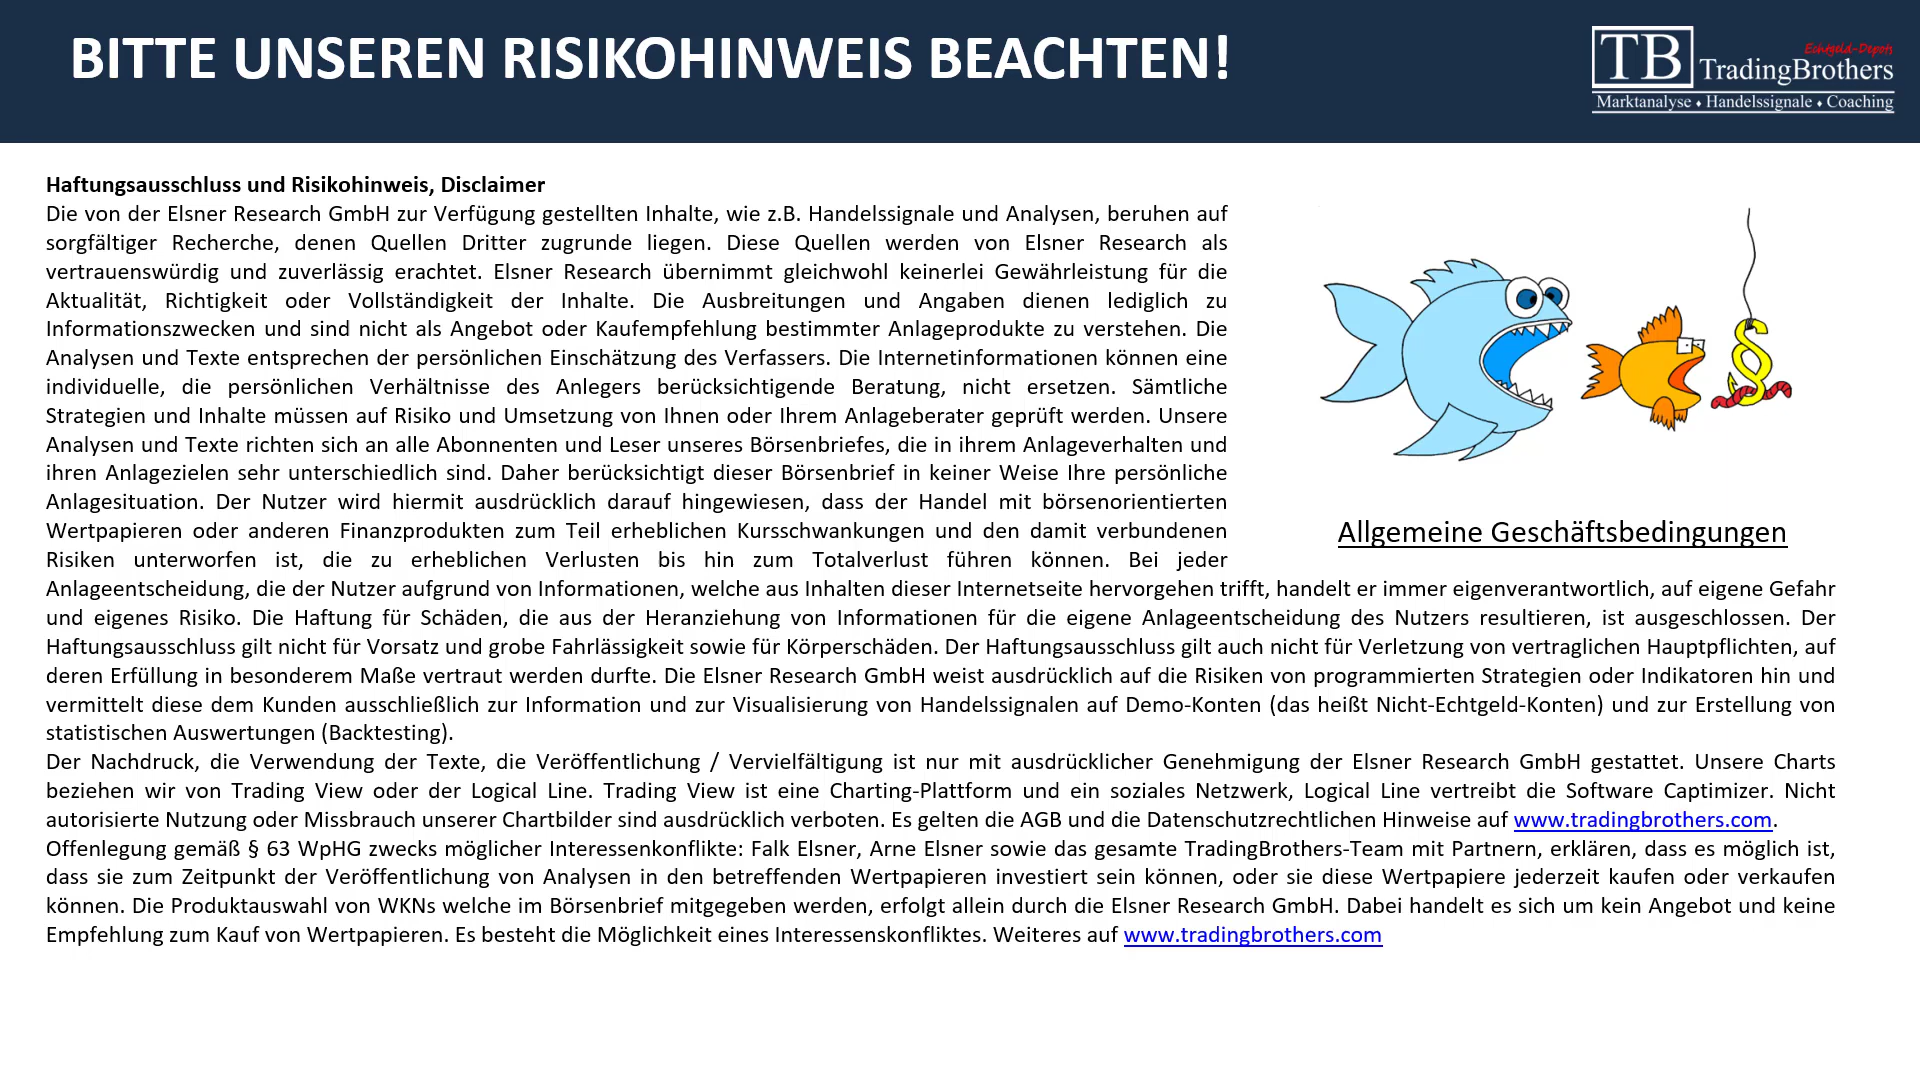 BITTE UNSEREN RISIKOHINWEIS BEACHTEN!
TB
Echtgeld-Depots
TradingBrothers
Marktanalyse ♦ Handelssignale ♦ Coaching
Haftungsausschluss und Risikohinweis, Disclaimer
Die von der Elsner Research GmbH zur Verfügung gestellten Inhalte, wie z.B. Handelssignale und Analysen, beruhen auf
sorgfältiger Recherche, denen Quellen Dritter zugrunde liegen. Diese Quellen werden von Elsner Research als
vertrauenswürdig und zuverlässig erachtet. Elsner Research übernimmt gleichwohl keinerlei Gewährleistung für die
Aktualität, Richtigkeit oder Vollständigkeit der Inhalte. Die Ausbreitungen und Angaben dienen lediglich zu
Informationszwecken und sind nicht als Angebot oder Kaufempfehlung bestimmter Anlageprodukte zu verstehen. Die
Analysen und Texte entsprechen der persönlichen Einschätzung des Verfassers. Die Internetinformationen können eine
individuelle, die persönlichen Verhältnisse des Anlegers berücksichtigende Beratung, nicht ersetzen. Sämtliche
Strategien und Inhalte müssen auf Risiko und Umsetzung von Ihnen oder Ihrem Anlageberater geprüft werden. Unsere
Analysen und Texte richten sich an alle Abonnenten und Leser unseres Börsenbriefes, die in ihrem Anlageverhalten und
ihren Anlagezielen sehr unterschiedlich sind. Daher berücksichtigt dieser Börsenbrief in keiner Weise Ihre persönliche
Anlagesituation. Der Nutzer wird hiermit ausdrücklich darauf hingewiesen, dass der Handel mit börsenorientierten
Wertpapieren oder anderen Finanzprodukten zum Teil erheblichen Kursschwankungen und den damit verbundenen
Risiken unterworfen ist, die zu erheblichen Verlusten bis hin zum Totalverlust führen können. Bei jeder
Anlageentscheidung, die der Nutzer aufgrund von Informationen, welche aus Inhalten dieser Internetseite hervorgehen trifft, handelt er immer eigenverantwortlich, auf eigene Gefahr
und eigenes Risiko. Die Haftung für Schäden, die aus der Heranziehung von Informationen für die eigene Anlageentscheidung des Nutzers resultieren, ist ausgeschlossen. Der
Haftungsausschluss gilt nicht für Vorsatz und grobe Fahrlässigkeit sowie für Körperschäden. Der Haftungsausschluss gilt auch nicht für Verletzung von vertraglichen Hauptpflichten, auf
deren Erfüllung in besonderem Maße vertraut werden durfte. Die Elsner Research GmbH weist ausdrücklich auf die Risiken von programmierten Strategien oder Indikatoren hin und
vermittelt diese dem Kunden ausschließlich zur Information und zur Visualisierung von Handelssignalen auf Demo-Konten (das heißt Nicht-Echtgeld-Konten) und zur Erstellung von
statistischen Auswertungen (Backtesting).
Der Nachdruck, die Verwendung der Texte, die Veröffentlichung / Vervielfältigung ist nur mit ausdrücklicher Genehmigung der Elsner Research GmbH gestattet. Unsere Charts
beziehen wir von Trading View oder der Logical Line. Trading View ist eine Charting-Plattform und ein soziales Netzwerk, Logical Line vertreibt die Software Captimizer. Nicht
autorisierte Nutzung oder Missbrauch unserer Chartbilder sind ausdrücklich verboten. Es gelten die AGB und die Datenschutzrechtlichen Hinweise auf www.tradingbrothers.com.
Offenlegung gemäß § 63 WpHG zwecks möglicher Interessenkonflikte: Falk Elsner, Arne Elsner sowie das gesamte TradingBrothers-Team mit Partnern, erklären, dass es möglich ist,
dass sie zum Zeitpunkt der Veröffentlichung von Analysen in den betreffenden Wertpapieren investiert sein können, oder sie diese Wertpapiere jederzeit kaufen oder verkaufen
können. Die Produktauswahl von WKNs welche im Börsenbrief mitgegeben werden, erfolgt allein durch die Elsner Research GmbH. Dabei handelt es sich um kein Angebot und keine
Empfehlung zum Kauf von Wertpapieren. Es besteht die Möglichkeit eines Interessenskonfliktes. Weiteres auf www.tradingbrothers.com
§
Allgemeine Geschäftsbedingungen